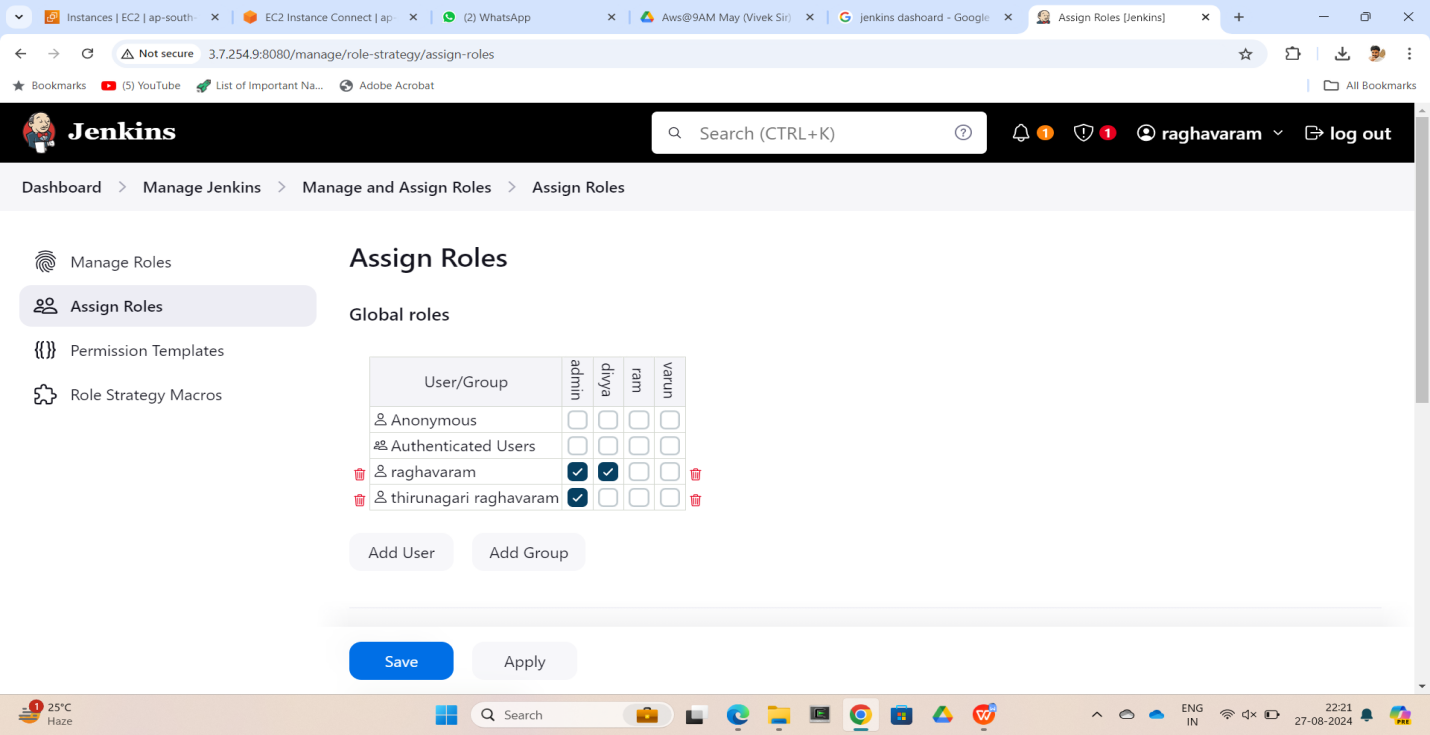 Instances | EC2 | ap-south-
EC2 Instance Connect | ap-
(2) WhatsApp
Aws@9AM May (Vivek Sir)
jenkins dashoard - Google
Assign Roles [Jenkins]
Not secure 3.7.254.9:8080/manage/role-strategy/assign-roles
Bookmarks (5) YouTube List of Important Na... Adobe Acrobat All Bookmarks
Jenkins Search (CTRL+K) 1 1 raghavaram log out
Dashboard Manage Jenkins Manage and Assign Roles Assign Roles
Manage Roles
Assign Roles
Permission Templates
Role Strategy Macros
Assign Roles
Global roles
User/Group admin divya ram varun
Anonymous
Authenticated Users
raghavaram
thirunagari raghavaram
Add User Add Group
Save Apply
1 25°C
Haze
Search
ENG
IN
22:21
27-08-2024
PRE